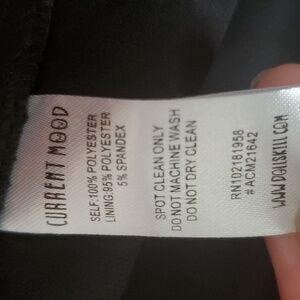 CURRENT MOOD
SELF:100% POLYESTER
LINING:95% POLYESTER
5% SPANDEX
SPOT CLEAN ONLY
DO NOT MACHINE WASH
DO NOT DRY CLEAN
RN102181958
#ACM21642
WWW.DOLLSKILL.COM